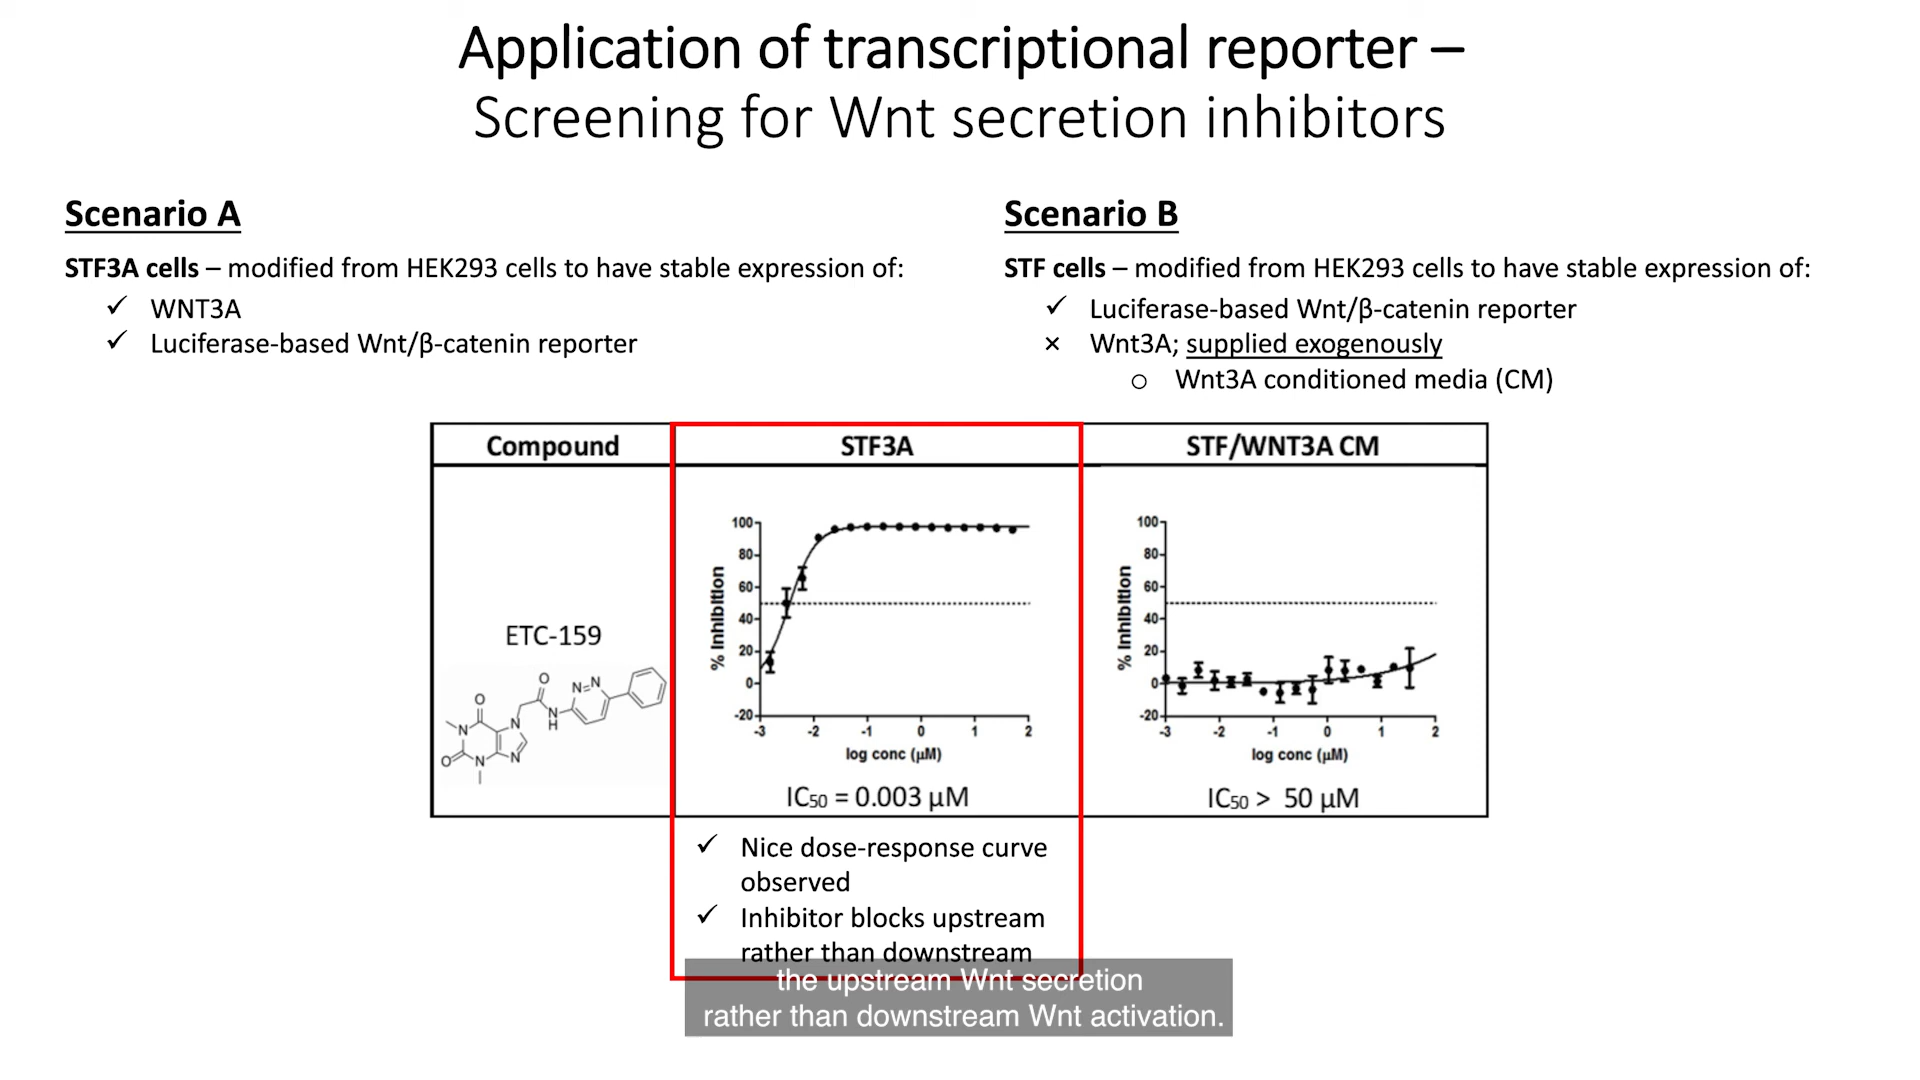 Application of transcriptional reporter –
Screening for Wnt secretion inhibitors
Scenario A
STF3A cells – modified from HEK293 cells to have stable expression of:
✓ WNT3A
✓ Luciferase-based Wnt/β-catenin reporter
Scenario B
STF cells – modified from HEK293 cells to have stable expression of:
✓ Luciferase-based Wnt/β-catenin reporter
× Wnt3A; supplied exogenously
o Wnt3A conditioned media (CM)
Compound
STF3A
STF/WNT3A CM
ETC-159
O
O
N
N
N
N
O
N=N
N
H
% Inhibition
100
80
60
40
20
0
-20
-3 -2 -1 0 1 2
log conc (µM)
IC50 = 0.003 µM
% Inhibition
100
80
60
40
20
0
-20
-3 -2 -1 0 1 2
log conc (µM)
IC50 > 50 µM
✓ Nice dose-response curve
observed
✓ Inhibitor blocks upstream
rather than downstream
the upstream Wnt secretion
rather than downstream Wnt activation.